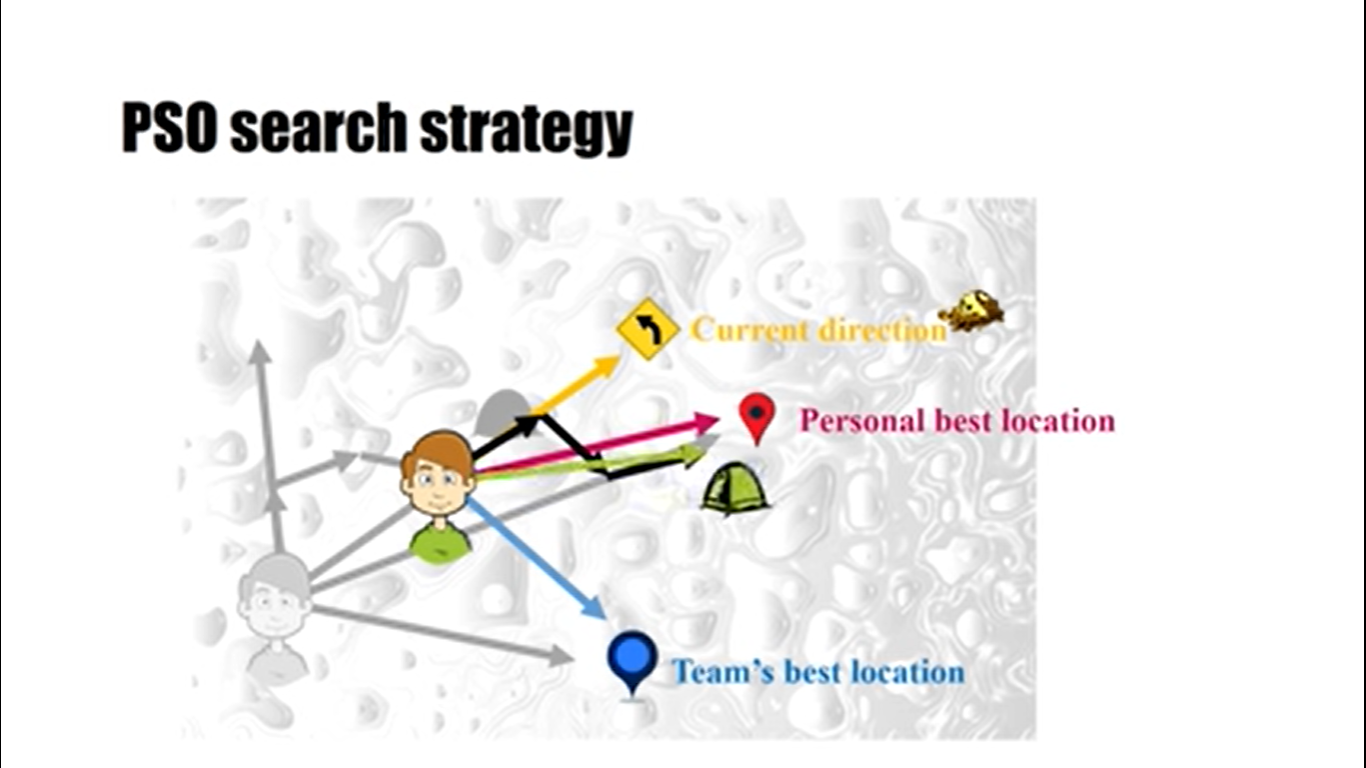 PSO search strategy
Current direction
Personal best location
Team's best location